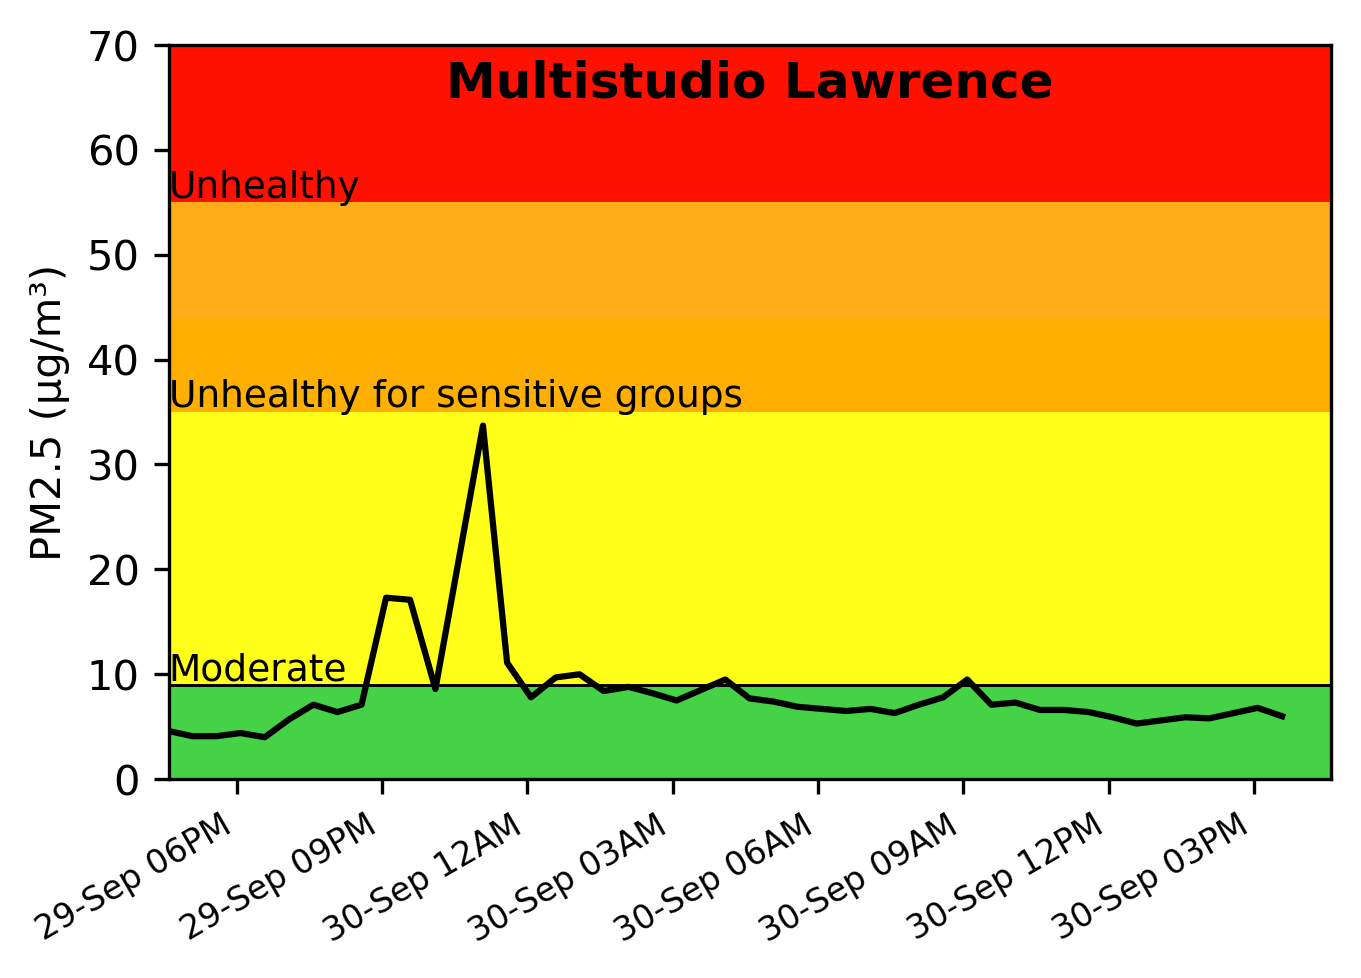 Multistudio Lawrence
PM2.5 (µg/m³)
70
60
50
40
30
20
10
0
Unhealthy
Unhealthy for sensitive groups
Moderate
29-Sep 06PM
29-Sep 09PM
30-Sep 12AM
30-Sep 03AM
30-Sep 06AM
30-Sep 09AM
30-Sep 12PM
30-Sep 03PM